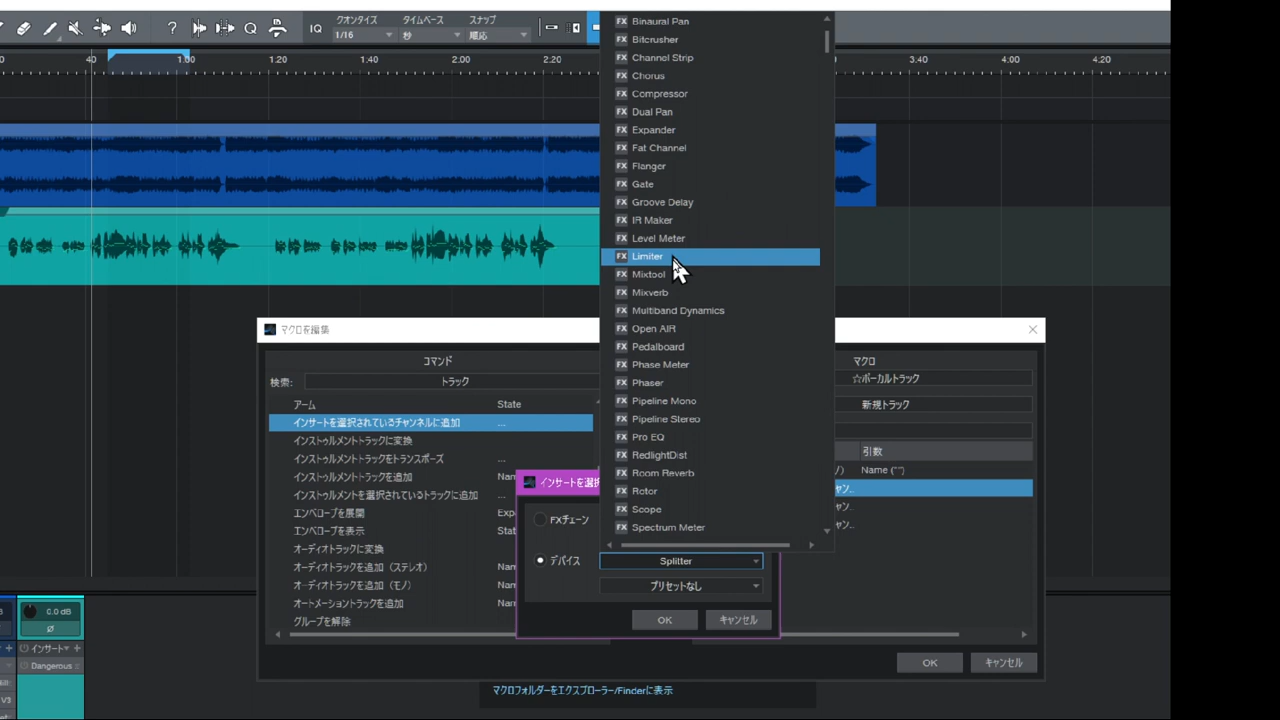 ?
IQ
クオンタイズ
1/16
タイムベース
秒
スナップ
順応
0
40
1:00
1:20
1:40
2:00
2:20
3:40
4:00
4:20
FX Binaural Pan
FX Bitcrusher
FX Channel Strip
FX Chorus
FX Compressor
FX Dual Pan
FX Expander
FX Fat Channel
FX Flanger
FX Gate
FX Groove Delay
FX IR Maker
FX Level Meter
FX Limiter
FX Mixtool
FX Mixverb
FX Multiband Dynamics
FX Open AIR
FX Pedalboard
FX Phase Meter
FX Phaser
FX Pipeline Mono
FX Pipeline Stereo
FX Pro EQ
FX RedlightDist
FX Room Reverb
FX Rotor
FX Scope
FX Spectrum Meter
マクロを編集
コマンド
検索:
トラック
アーム State
インサートを選択されているチャンネルに追加 ...
インストゥルメントトラックに変換
インストゥルメントトラックをトランスポーズ ...
インストゥルメントトラックを追加 Nam
インストゥルメントを選択されているトラックに追加 ...
エンベロープを展開 Exp
エンベロープを表示 Stat
オーディオトラックに変換
オーディオトラックを追加（ステレオ） Nam
オーディオトラックを追加（モノ） Nam
オートメーショントラックを追加 Nam
グループを解除
マクロ
☆ボーカルトラック
新規トラック
引数
ノ) Name ("")
ャン..
ャン..
ャン..
インサートを選択
FXチェーン
デバイス
Splitter
プリセットなし
OK
キャンセル
OK
キャンセル
マクロフォルダーをエクスプローラー/Finderに表示
0.0 dB
インサート
Dangerous
V3